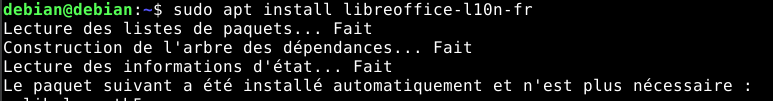 debian@debian:~$ sudo apt install libreoffice-l10n-fr
Lecture des listes de paquets... Fait
Construction de l'arbre des dépendances... Fait
Lecture des informations d'état... Fait
Le paquet suivant a été installé automatiquement et n'est plus nécessaire :